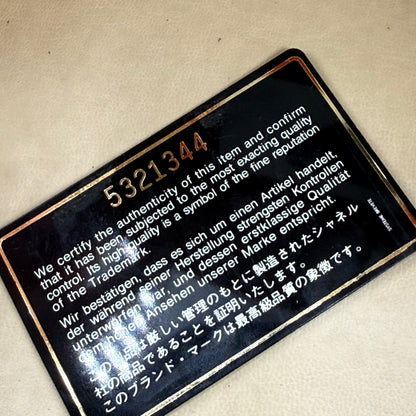 5321344
We certify the authenticity of this item and confirm
that it has been subjected to the most exacting quality
control. Its high quality is a symbol of the fine reputation
of the Trademark.
Wir bestätigen, dass es sich um einen Artikel handelt,
der während seiner Herstellung strengsten Kontrollen
unterworfen war, und dessen erstklassige Qualität
dem hohen Ansehen unserer Marke entspricht.
この商品は厳しい管理のもとに製造されたシャネル
社の商品であることを証明いたします。
このブランド・マークは最高級品質の象徴です。